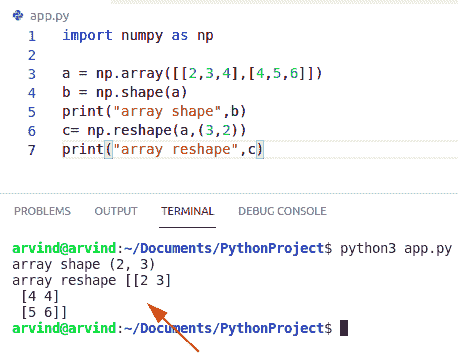 app.py
1 import numpy as np
2
3 a = np.array([[2,3,4],[4,5,6]])
4 b = np.shape(a)
5 print("array shape",b)
6 c= np.reshape(a,(3,2))
7 print("array reshape",c)
PROBLEMS OUTPUT TERMINAL DEBUG CONSOLE
arvind@arvind:~/Documents/PythonProject$ python3 app.py
array shape (2, 3)
array reshape [[2 3]
 [4 4]
 [5 6]]
arvind@arvind:~/Documents/PythonProject$